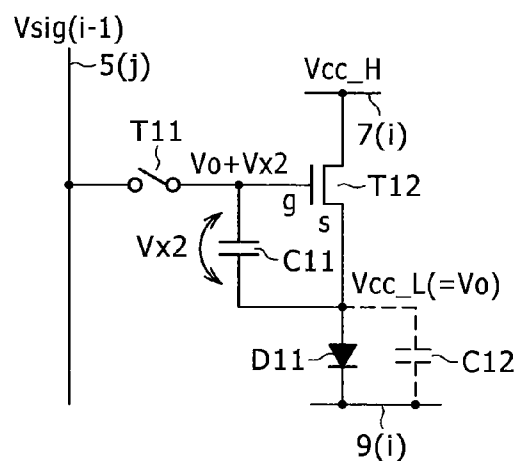 Vsig(i-1)
5(j)
Vcc_H
7(i)
T11
Vo+Vx2
T12
g
s
Vx2
C11
Vcc_L(=Vo)
D11
C12
9(i)